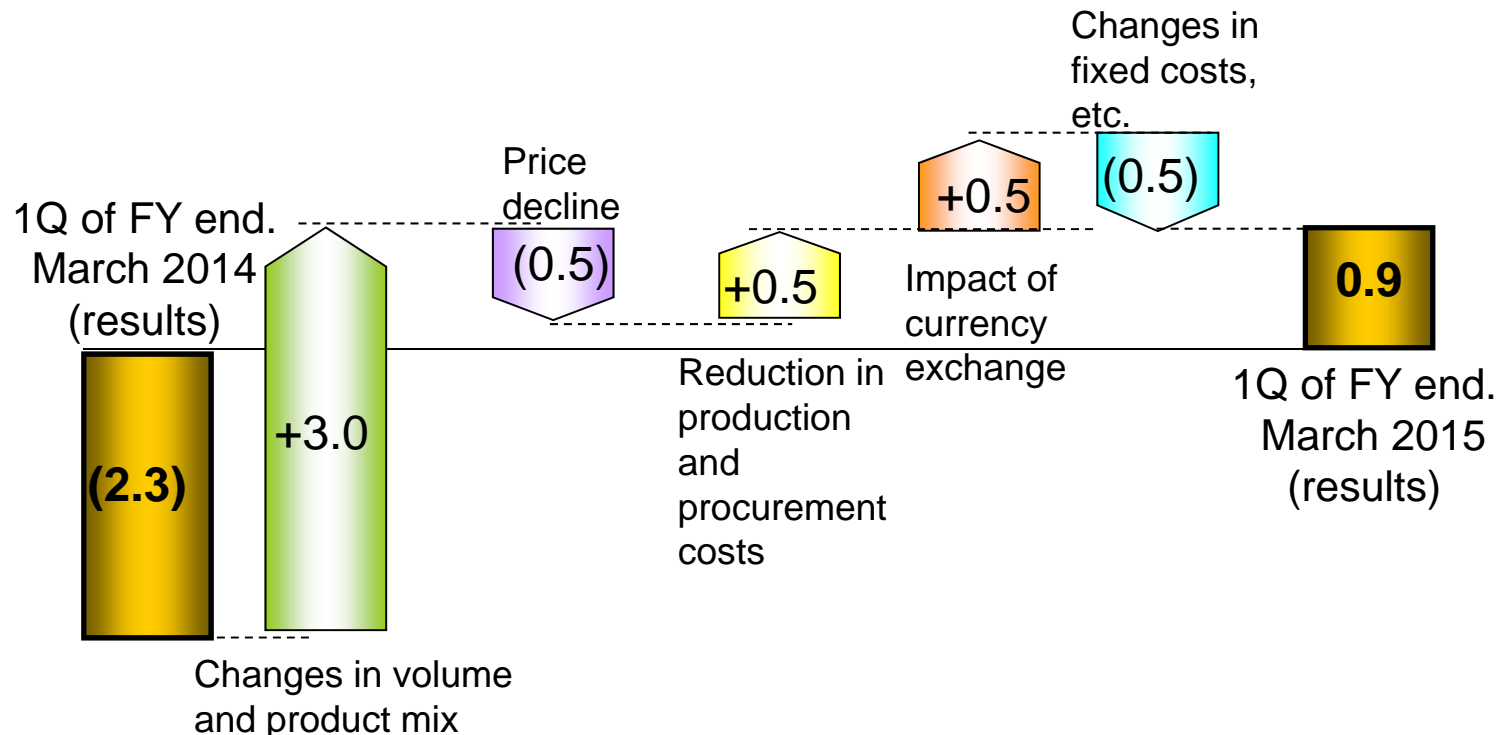 1Q of FY end.
March 2014
(results)
(2.3)
+3.0
Changes in volume
and product mix
Price
decline
(0.5)
+0.5
Reduction in
production
and
procurement
costs
+0.5
Impact of
currency
exchange
Changes in
fixed costs,
etc.
(0.5)
0.9
1Q of FY end.
March 2015
(results)